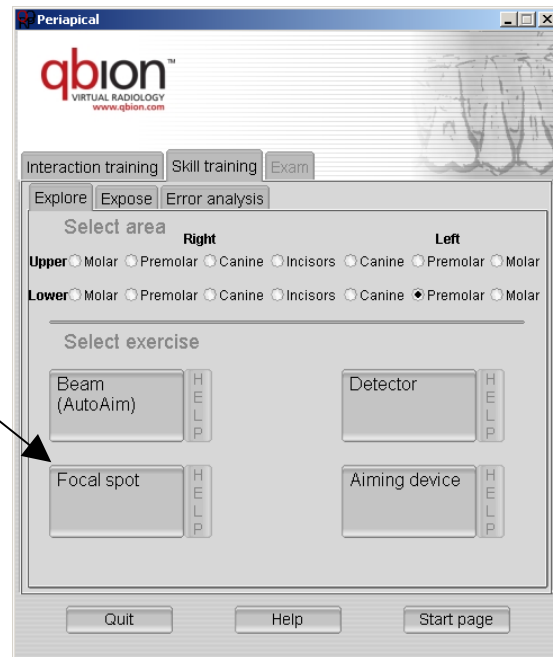 Periapical
qbion™
VIRTUAL RADIOLOGY
www.qbion.com
Interaction training Skill training Exam
Explore Expose Error analysis
Select area
Right Left
Upper Molar Premolar Canine Incisors Canine Premolar Molar
Lower Molar Premolar Canine Incisors Canine Premolar Molar
Select exercise
Beam
(AutoAim)
HELP
Detector
HELP
Focal spot
HELP
Aiming device
HELP
Quit Help Start page